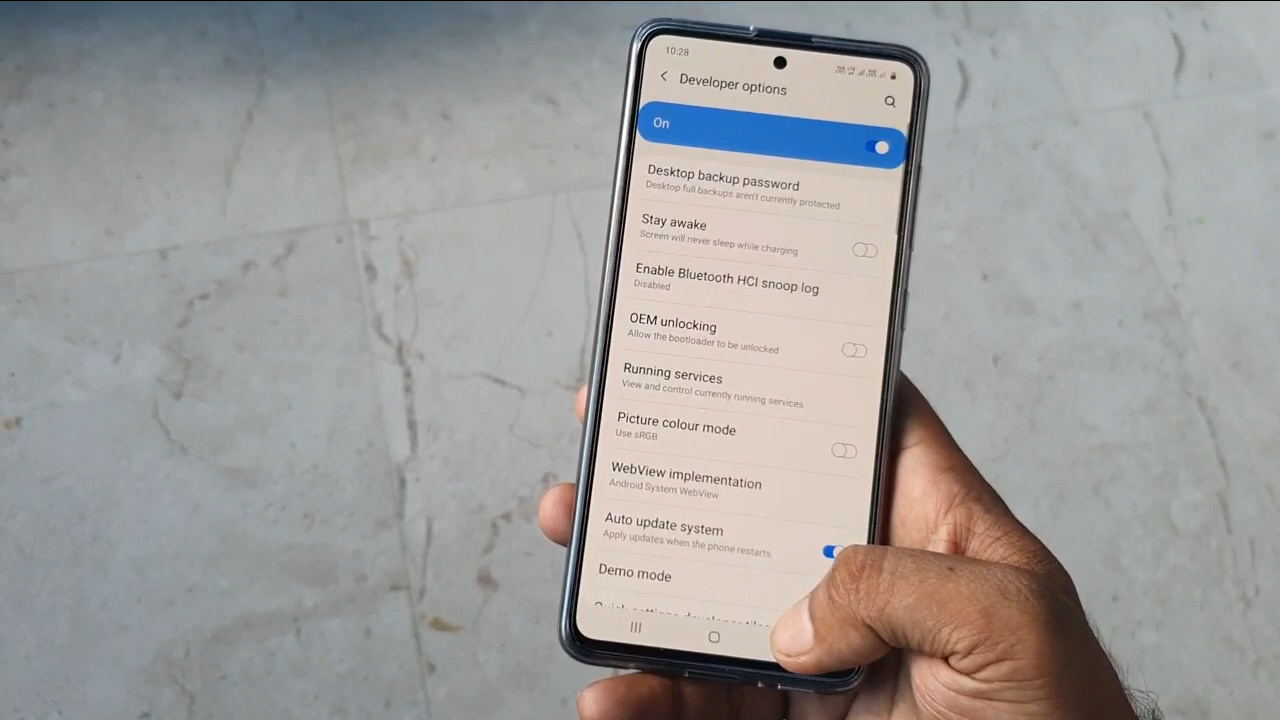 10:28
Developer options
On
Desktop backup password
Desktop full backups aren't currently protected
Stay awake
Screen will never sleep while charging
Enable Bluetooth HCI snoop log
Disabled
OEM unlocking
Allow the bootloader to be unlocked
Running services
View and control currently running services
Picture colour mode
Use sRGB
WebView implementation
Android System WebView
Auto update system
Apply updates when the phone restarts.
Demo mode